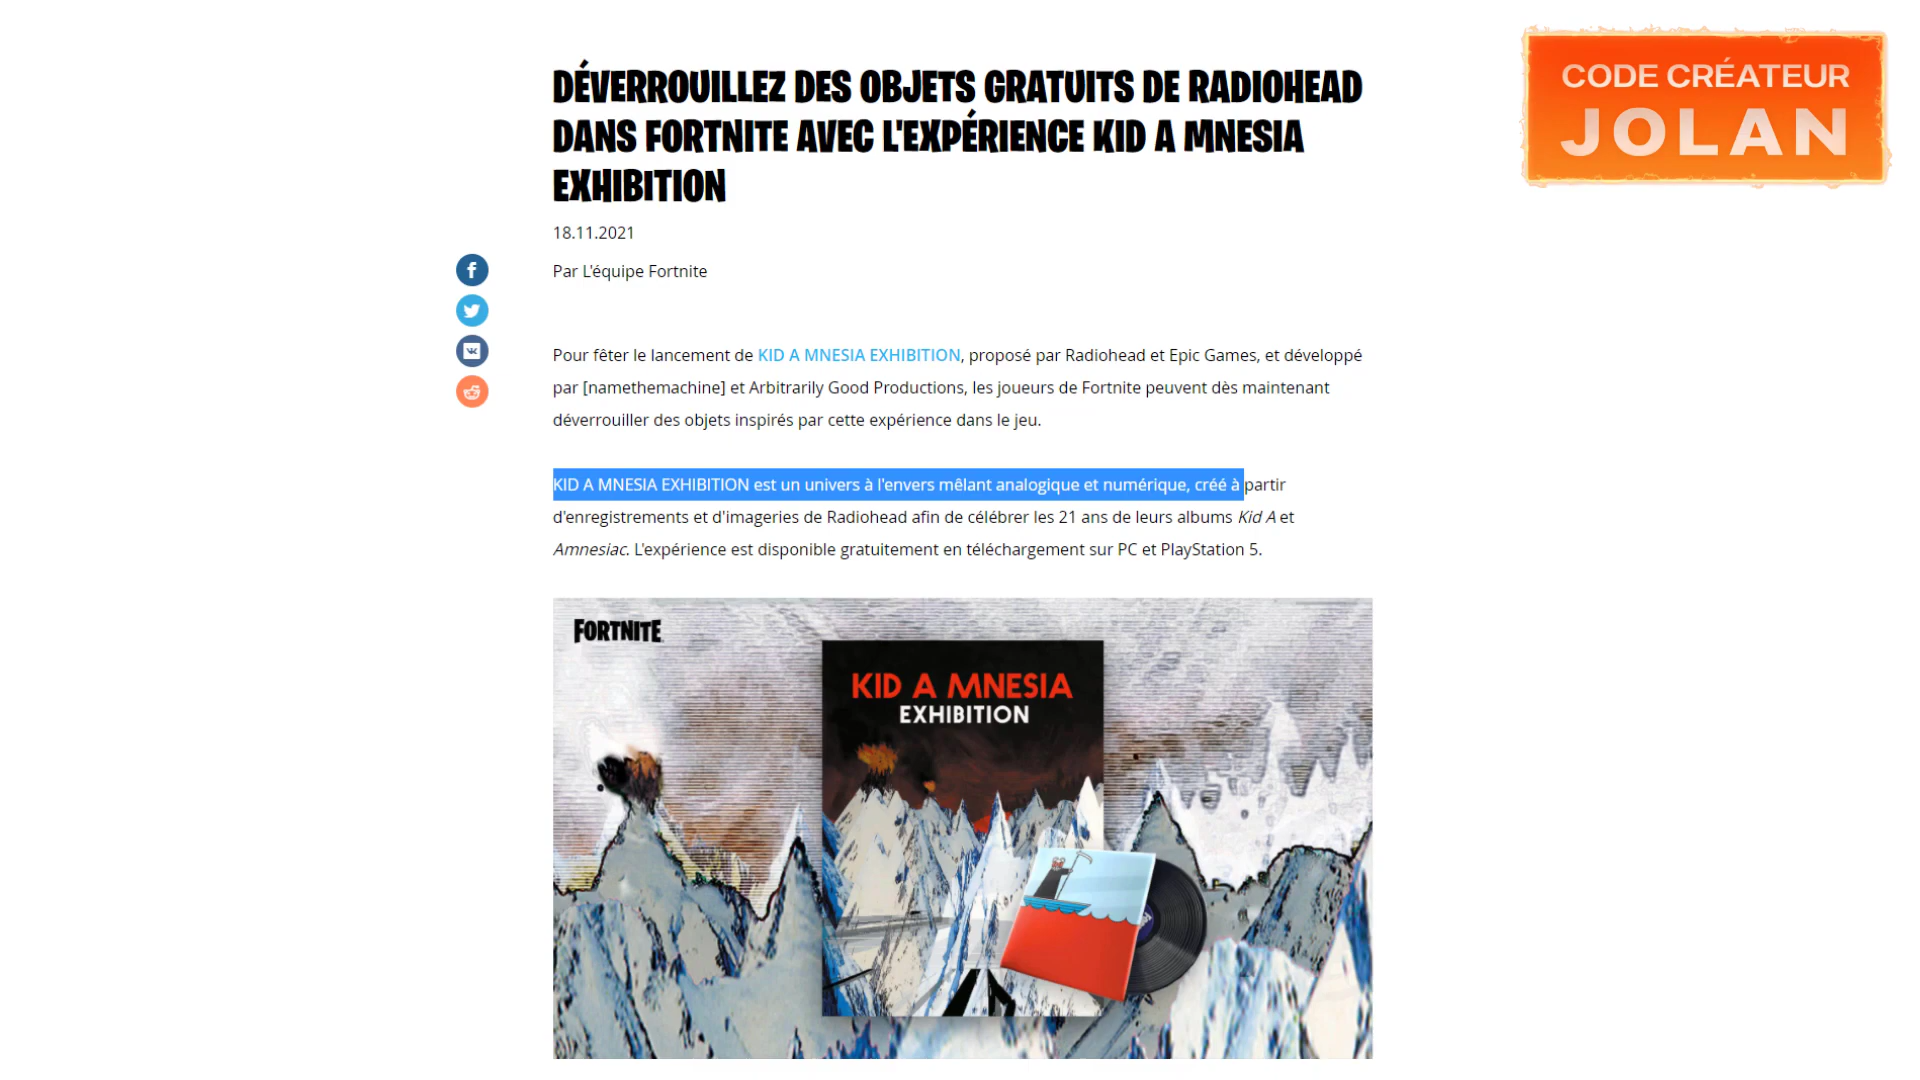 CODE CRÉATEUR
JOLAN
DÉVERROUILLEZ DES OBJETS GRATUITS DE RADIOHEAD
DANS FORTNITE AVEC L'EXPÉRIENCE KID A MNESIA
EXHIBITION
18.11.2021
Par L'équipe Fortnite
Pour fêter le lancement de KID A MNESIA EXHIBITION, proposé par Radiohead et Epic Games, et développé
par [namethemachine] et Arbitrarily Good Productions, les joueurs de Fortnite peuvent dès maintenant
déverrouiller des objets inspirés par cette expérience dans le jeu.
KID A MNESIA EXHIBITION est un univers à l'envers mêlant analogique et numérique, créé à partir
d'enregistrements et d'imageries de Radiohead afin de célébrer les 21 ans de leurs albums Kid A et
Amnesiac. L'expérience est disponible gratuitement en téléchargement sur PC et PlayStation 5.
FORTNITE
KID A MNESIA
EXHIBITION